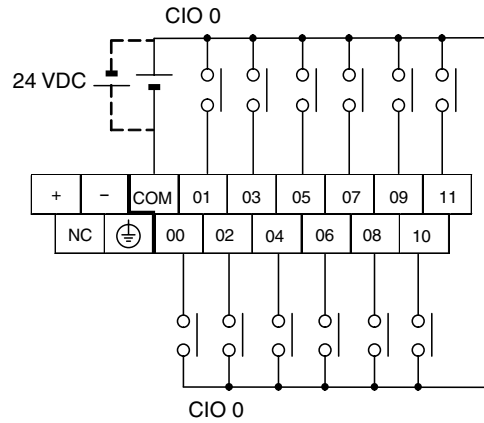 CIO 0
24 VDC
+ − COM 01 03 05 07 09 11
NC 00 02 04 06 08 10
CIO 0